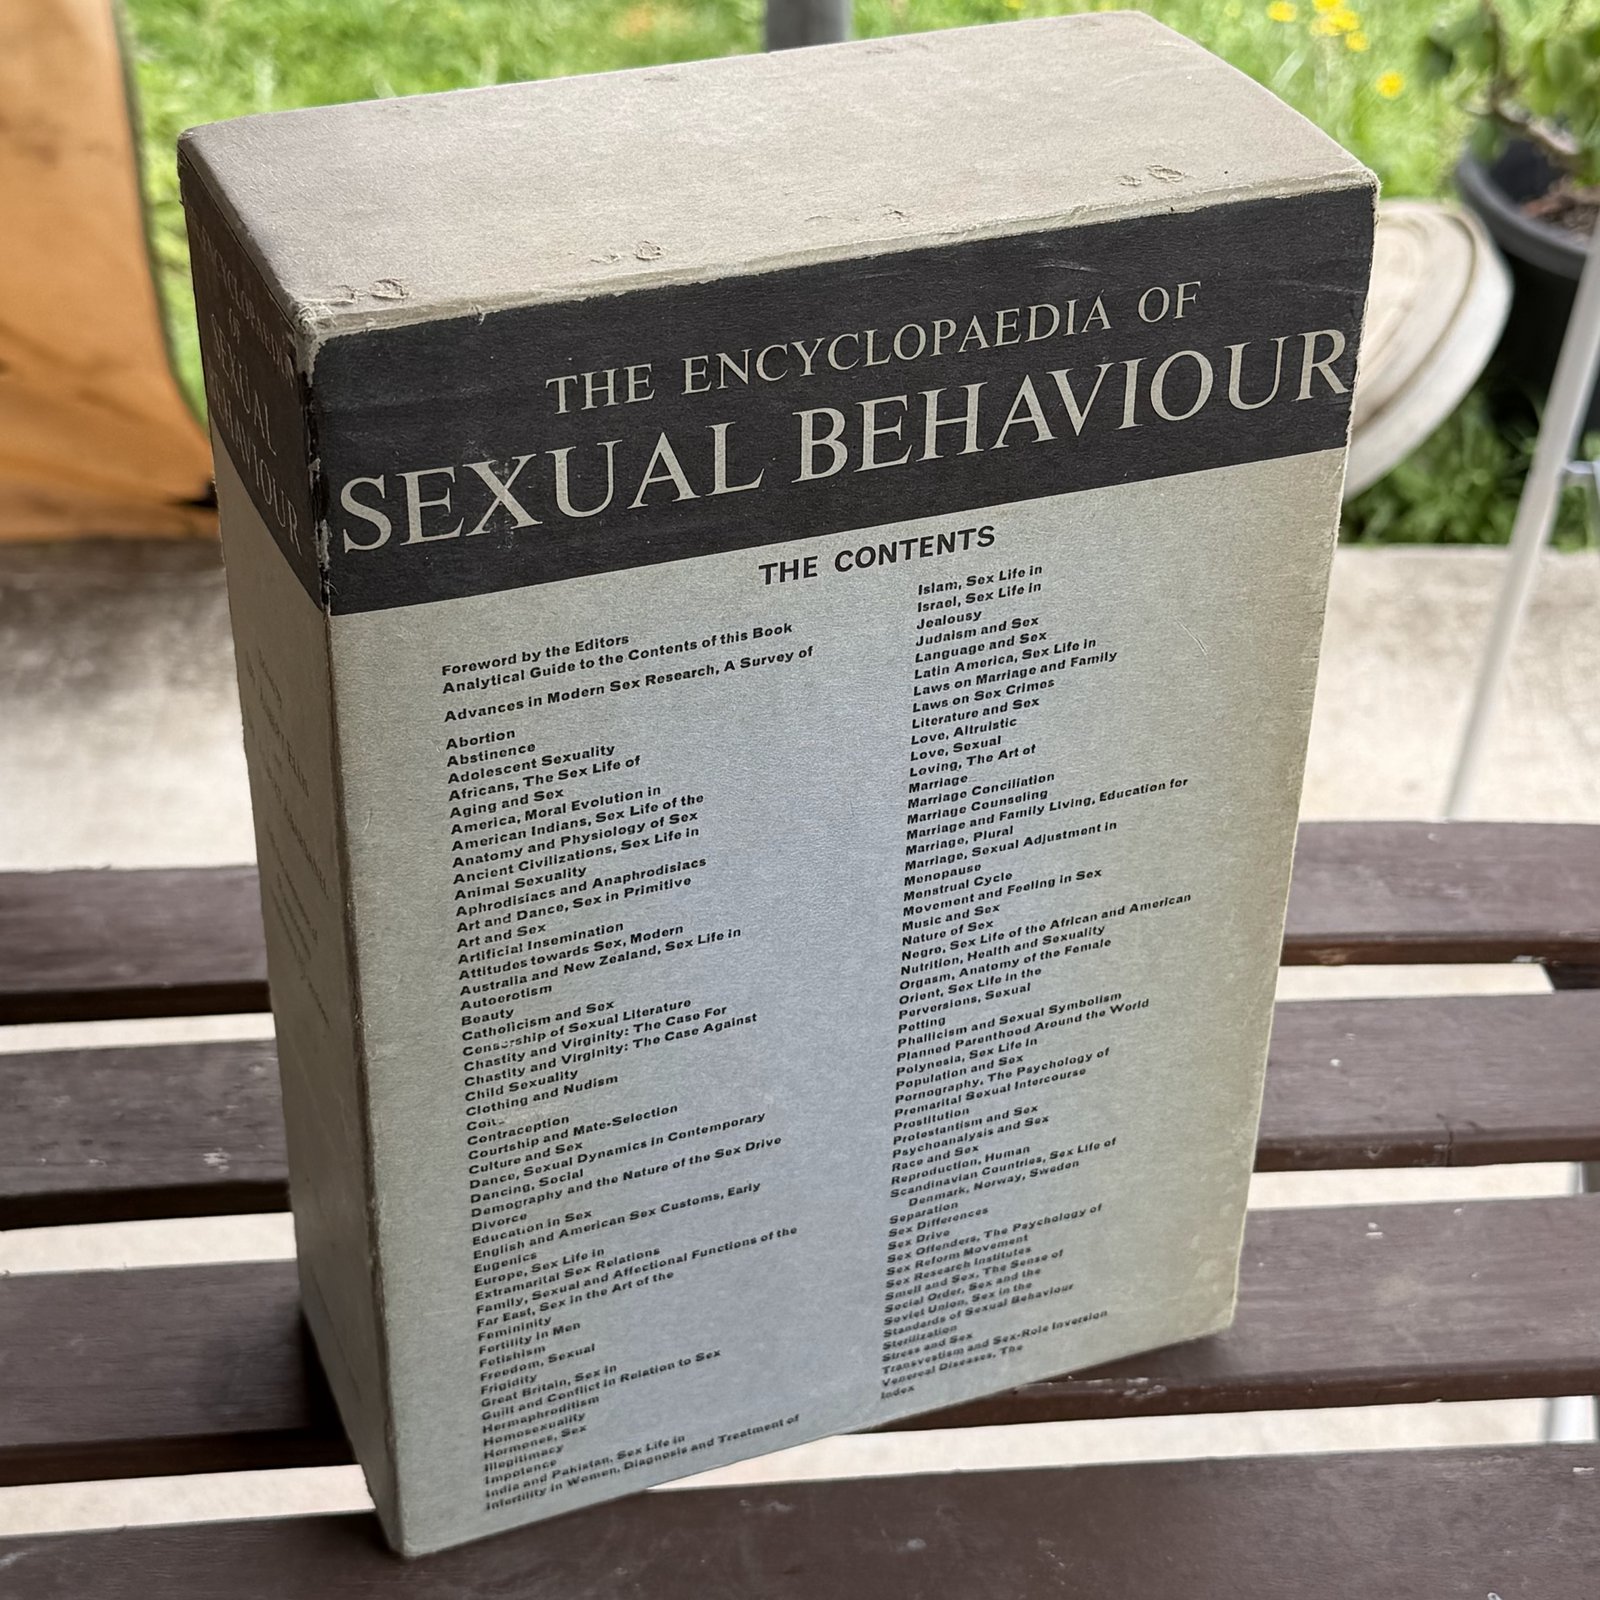 ENCYCLOPAEDIA
OF
SEXUAL
BEHAVIOUR
THE ENCYCLOPAEDIA OF
SEXUAL BEHAVIOUR
THE CONTENTS
Foreword by the Editors
Analytical Guide to the Contents of this Book
Advances in Modern Sex Research, A Survey of
Abortion
Abstinence
Adolescent Sexuality
Africans, The Sex Life of
Aging and Sex
America, Moral Evolution in
American Indians, Sex Life of the
Anatomy and Physiology of Sex
Ancient Civilizations, Sex Life in
Animal Sexuality
Aphrodisiacs and Anaphrodisiacs
Art and Dance, Sex in Primitive
Art and Sex
Artificial Insemination
Attitudes towards Sex, Modern
Australia and New Zealand, Sex Life in
Autoerotism
Beauty
Catholicism and Sex
Censorship of Sexual Literature
Chastity and Virginity: The Case For
Chastity and Virginity: The Case Against
Child Sexuality
Clothing and Nudism
Contraception
Courtship and Mate-Selection
Culture and Sex
Dance, Sexual Dynamics in Contemporary
Dancing, Social
Demography and the Nature of the Sex Drive
Divorce
Education in Sex
English and American Sex Customs, Early
Eugenics
Europe, Sex Life in
Extramarital Sex Relations
Family, Sexual and Affectional Functions of the
Far East, Sex in the Art of the
Femininity
Fertility in Men
Fetishism
Freedom, Sexual
Frigidity
Great Britain, Sex in
Guilt and Conflict in Relation to Sex
Hermaphroditism
Homosexuality
Hormones, Sex
Illegitimacy
Impotence
India and Pakistan, Sex Life in
Infertility in Women, Diagnosis and Treatment of
Islam, Sex Life in
Israel, Sex Life in
Jealousy
Judaism and Sex
Language and Sex
Latin America, Sex Life in
Laws on Marriage and Family
Laws on Sex Crimes
Literature and Sex
Love, Altruistic
Love, Sexual
Loving, The Art of
Marriage
Marriage Conciliation
Marriage Counseling
Marriage and Family Living, Education for
Marriage, Plural
Marriage, Sexual Adjustment in
Menopause
Menstrual Cycle
Movement and Feeling in Sex
Music and Sex
Nature of Sex
Negro, Sex Life of the African and American
Nutrition, Health and Sexuality
Orgasm, Anatomy of the Female
Orient, Sex Life in the
Perversions, Sexual
Petting
Phallicism and Sexual Symbolism
Planned Parenthood Around the World
Polynesia, Sex Life in
Population and Sex
Pornography, The Psychology of
Premarital Sexual Intercourse
Prostitution
Protestantism and Sex
Psychoanalysis and Sex
Race and Sex
Reproduction, Human
Scandinavian Countries, Sex Life of
Denmark, Norway, Sweden
Separation
Sex Differences
Sex Drive
Sex Offenders, The Psychology of
Sex Reform Movement
Sex Research Institutes
Smell and Sex, The Sense of
Social Order, Sex and the
Soviet Union, Sex in the
Standards of Sexual Behaviour
Sterilization
Stress and Sex
Transvestism and Sex-Role Inversion
Venereal Diseases, The
Index